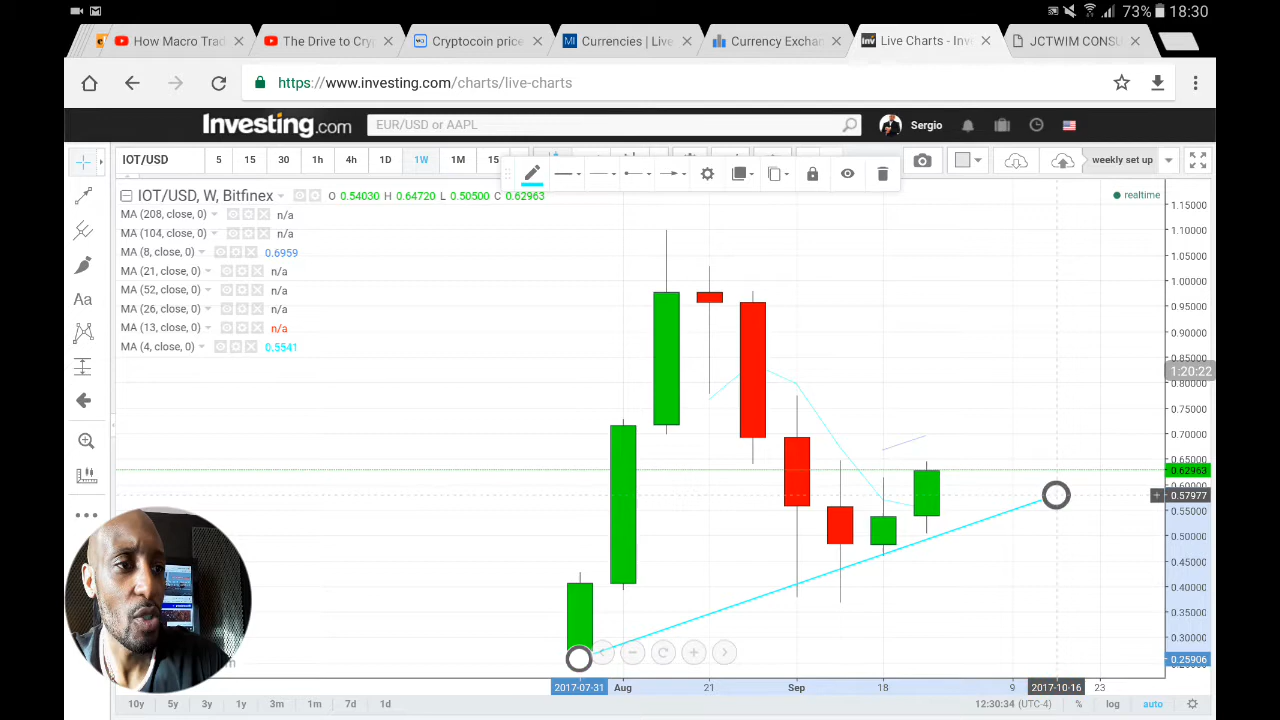 73% 18:30
How Macro Trad
The Drive to Cry
Cryptocoin price
Currencies | Live
Currency Exchan
Live Charts - Inve
JCTWIM CONSU
https://www.investing.com/charts/live-charts
Investing.com
EUR/USD or AAPL
Sergio
IOT/USD
5 15 30 1h 4h 1D 1W 1M 15
weekly set up
IOT/USD, W, Bitfinex
O 0.54030 H 0.64720 L 0.50500 C 0.62963
realtime
MA (208, close, 0) n/a
MA (104, close, 0) n/a
MA (8, close, 0) 0.6959
MA (21, close, 0) n/a
MA (52, close, 0) n/a
MA (26, close, 0) n/a
MA (13, close, 0) n/a
MA (4, close, 0) 0.5541
Aa
1.15000
1.10000
1.05000
1.00000
0.95000
0.90000
0.85000
1:20:22
0.80000
0.75000
0.70000
0.65000
0.62963
0.60000
0.57977
0.55000
0.50000
0.45000
0.40000
0.35000
0.30000
0.25906
2017-07-31 Aug 21 Sep 18 9 2017-10-16 23
10y 5y 3y 1y 3m 1m 7d 1d
12:30:34 (UTC-4) % log auto